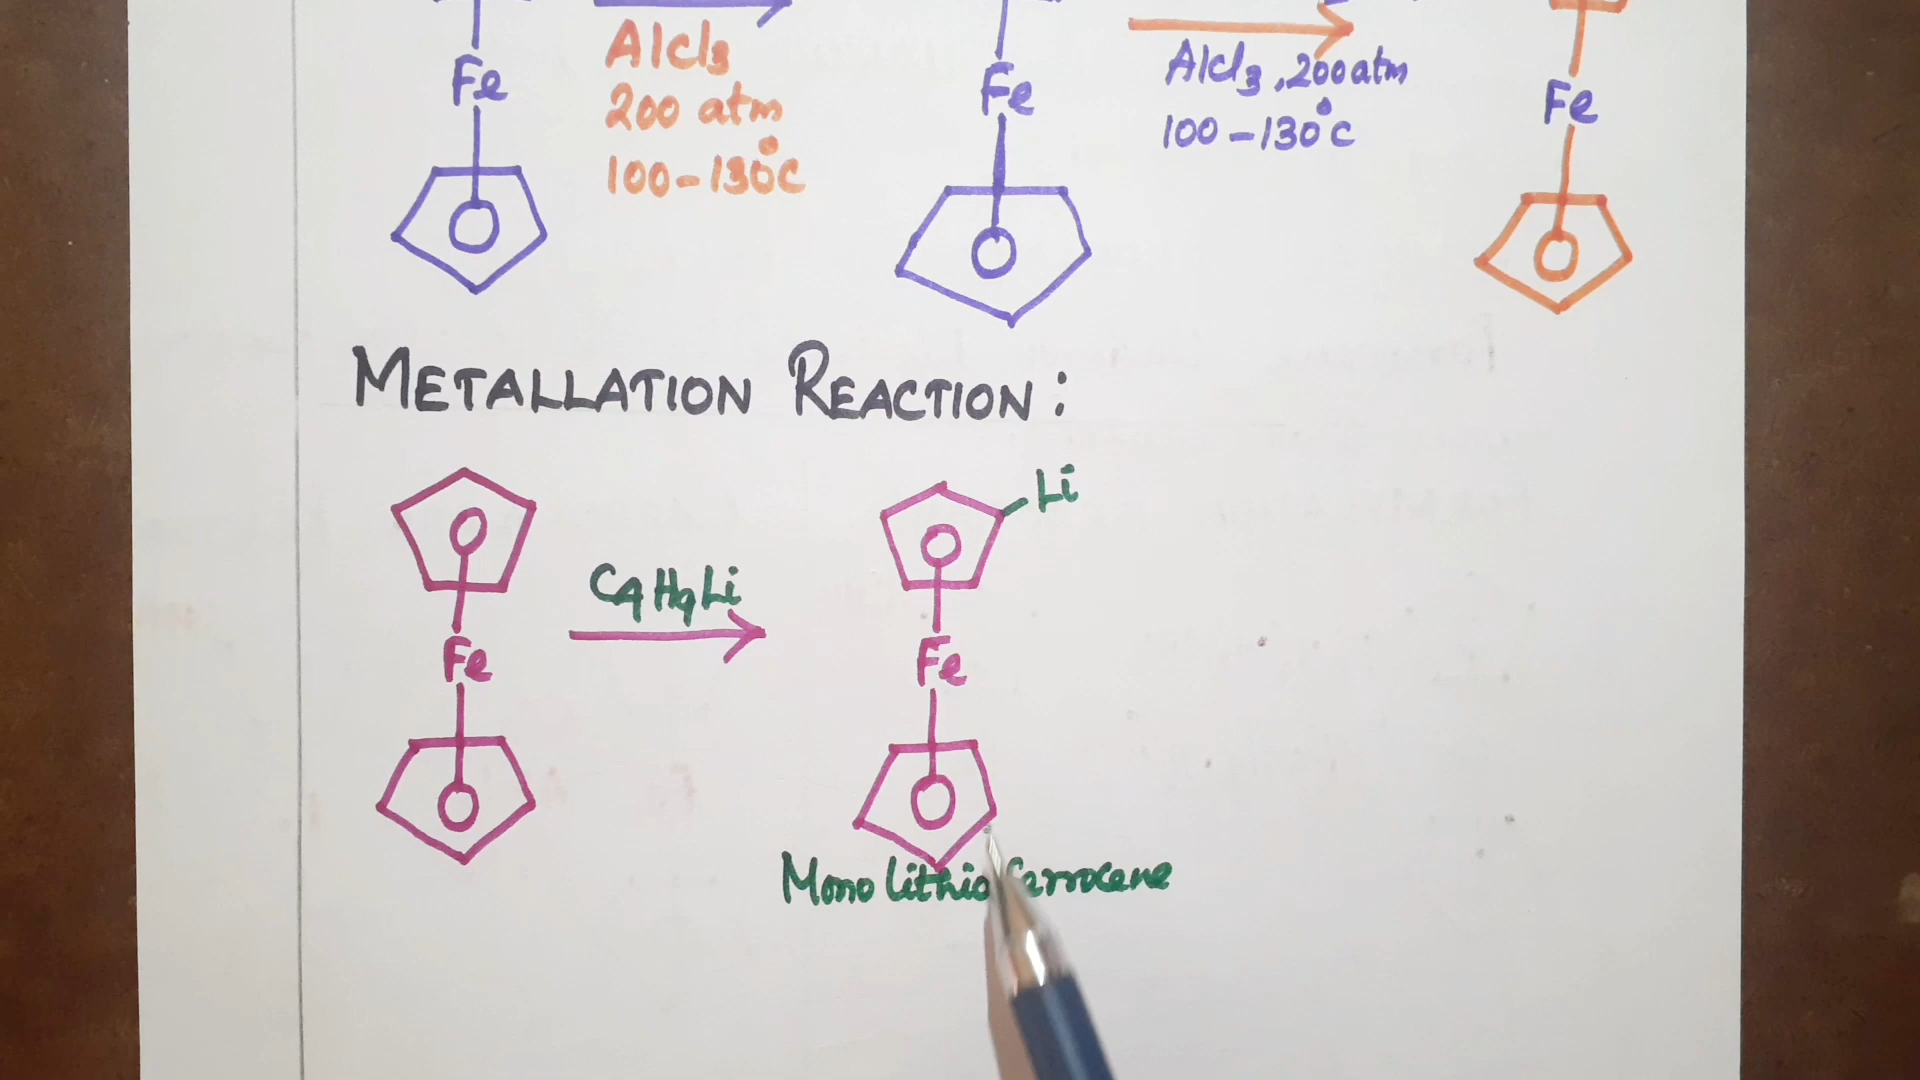 AlCl3
200 atm
100-130°C
AlCl3, 200 atm
100-130°C
Fe
Fe
Fe
METALLATION REACTION:
Li
C4H9Li
Fe
Fe
Mono lithio ferrocene